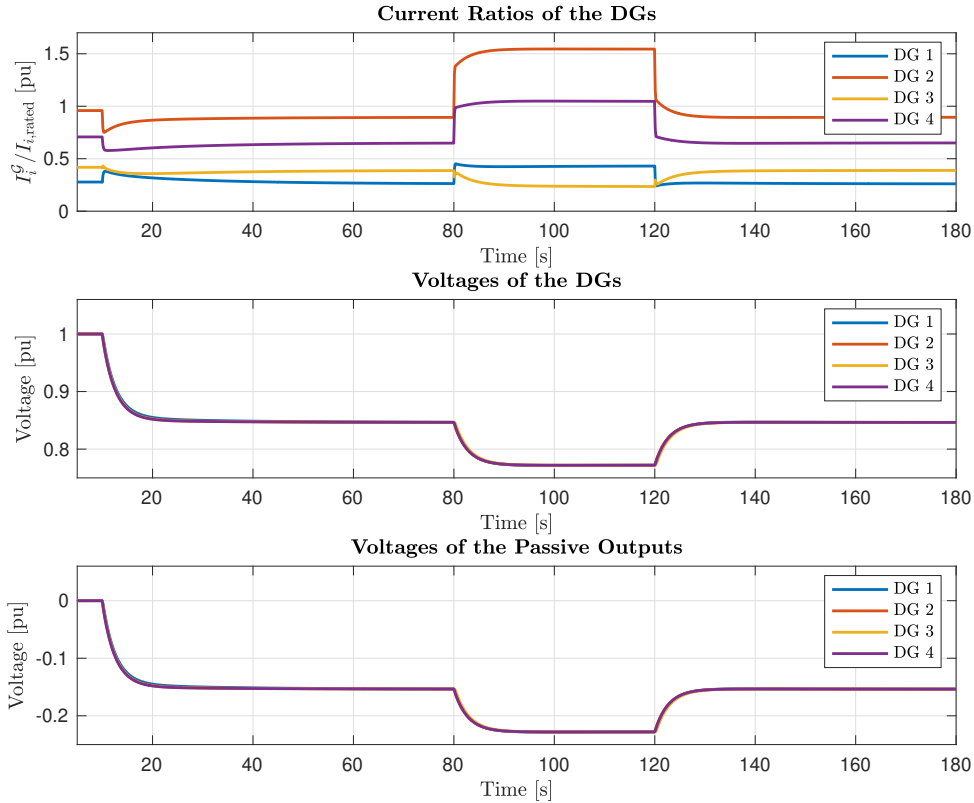 Current Ratios of the DGs
I_i^𝒢/I_{i,rated} [pu]
1.5
1
0.5
0
DG 1
DG 2
DG 3
DG 4
20 40 60 80 100 120 140 160 180
Time [s]
Voltages of the DGs
Voltage [pu]
1
0.9
0.8
DG 1
DG 2
DG 3
DG 4
20 40 60 80 100 120 140 160 180
Time [s]
Voltages of the Passive Outputs
Voltage [pu]
0
-0.1
-0.2
DG 1
DG 2
DG 3
DG 4
20 40 60 80 100 120 140 160 180
Time [s]